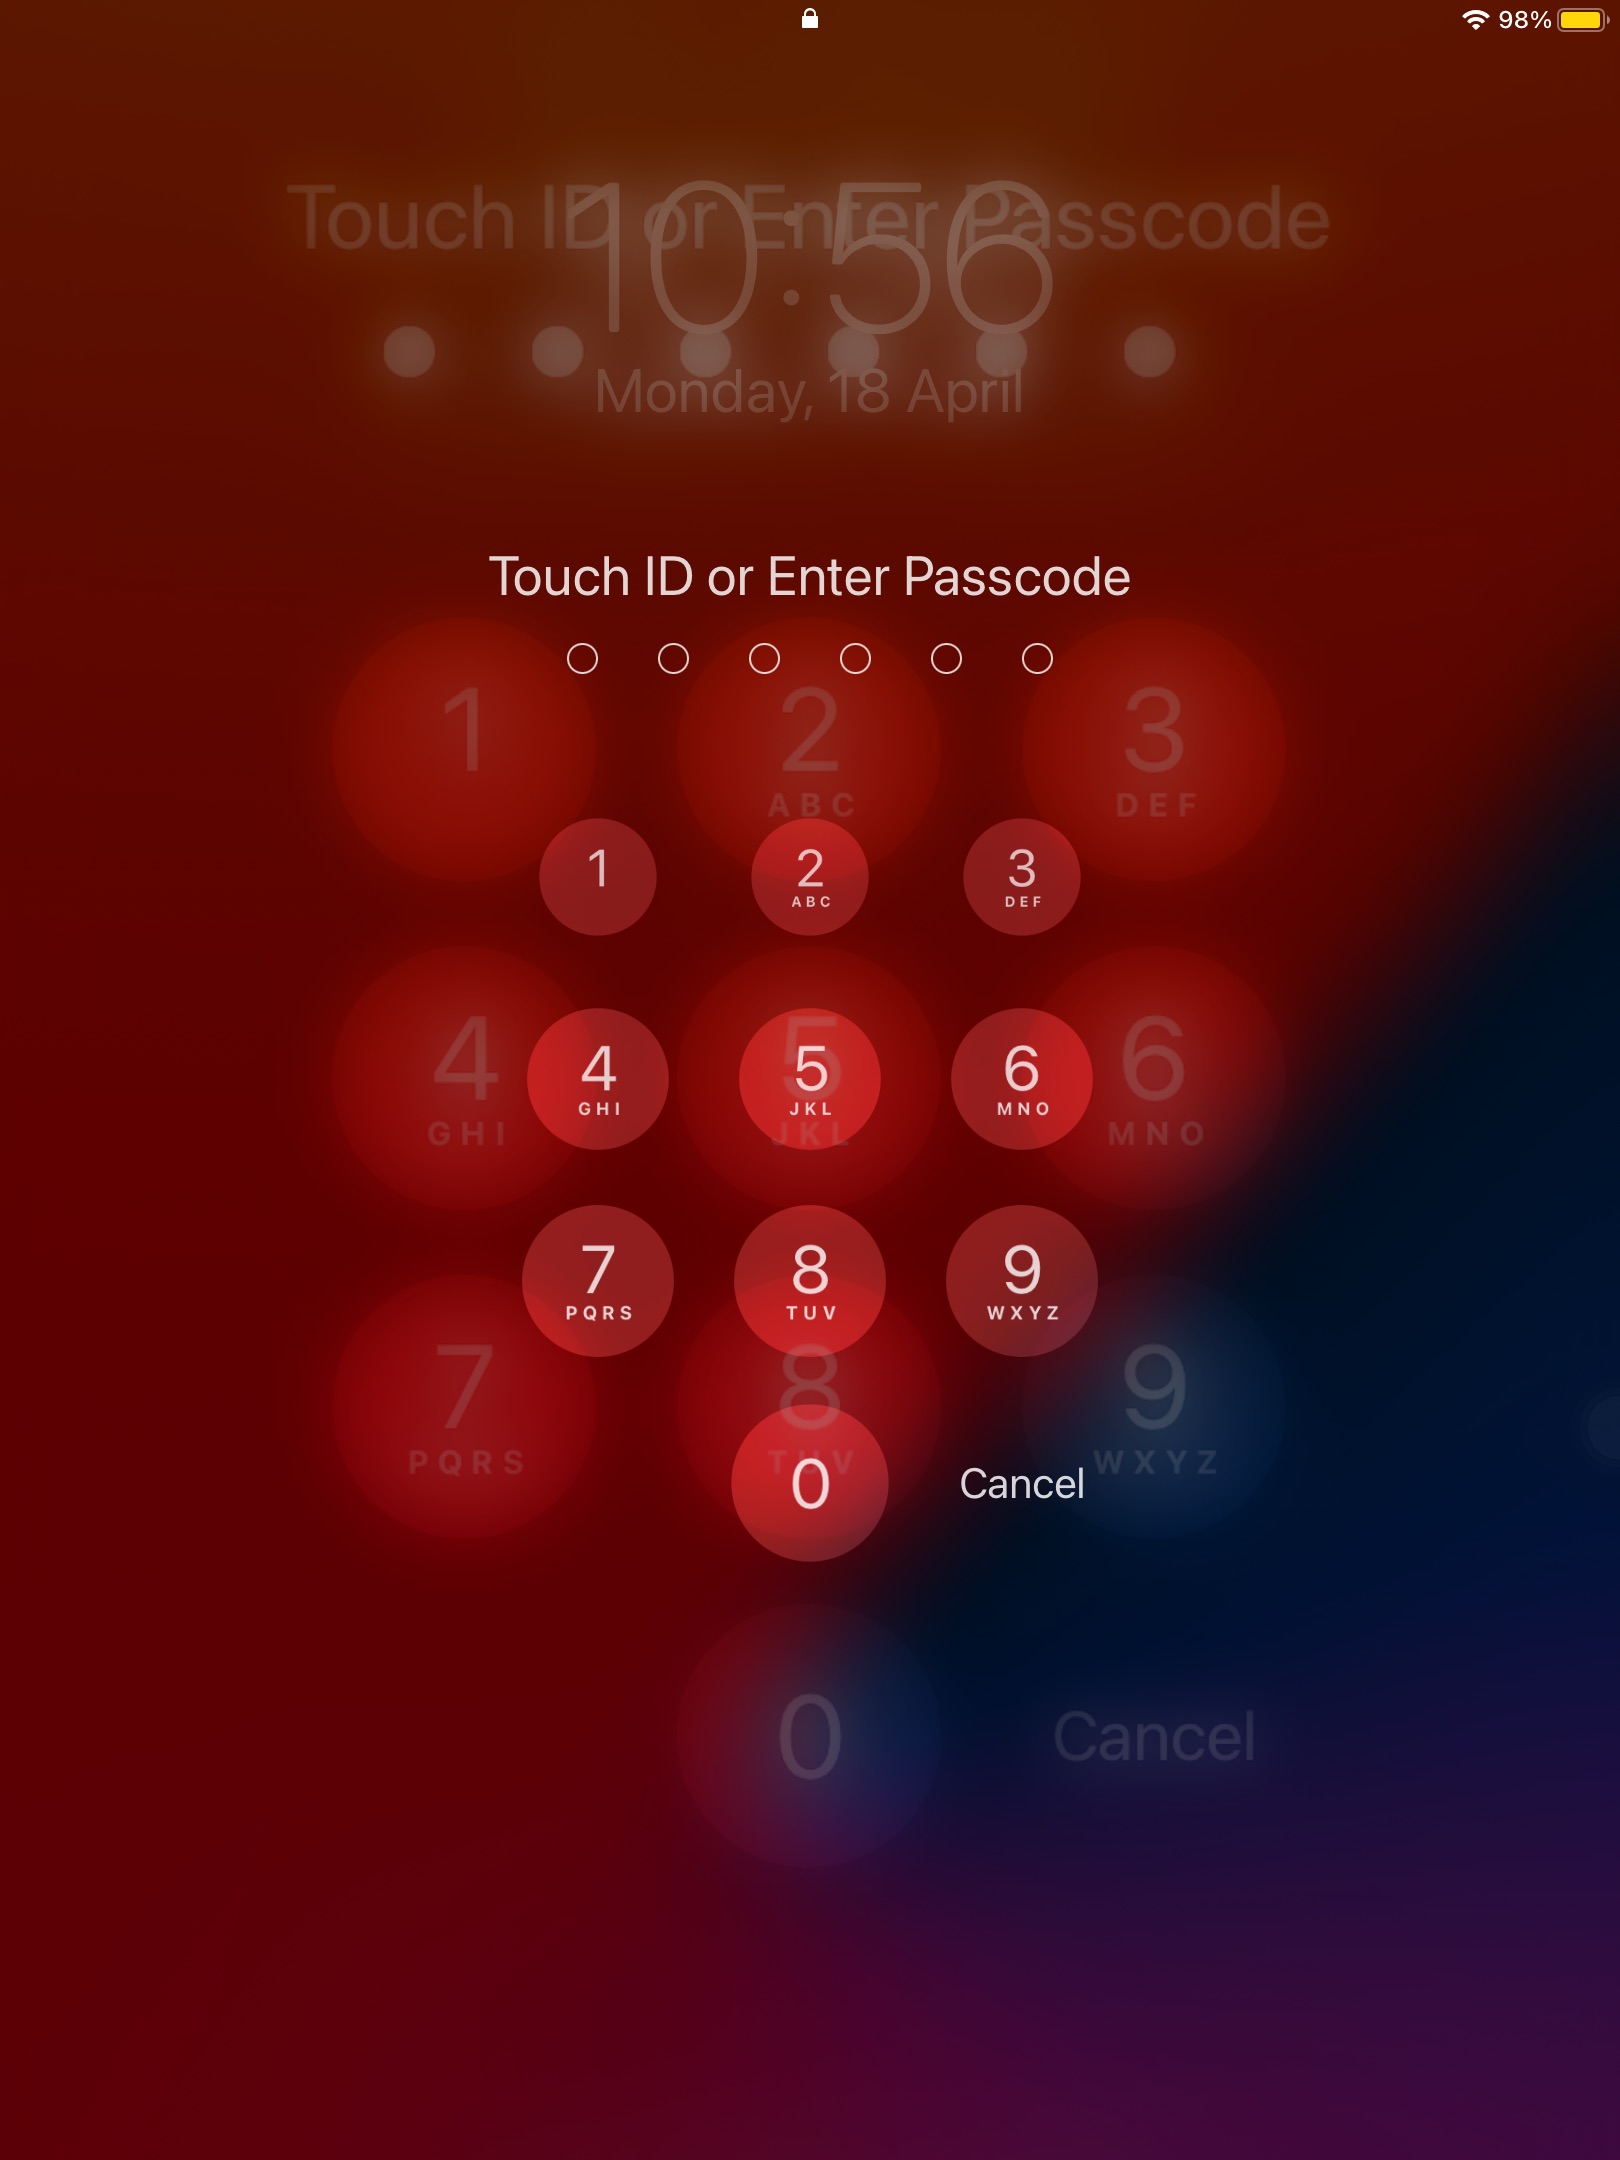 98%
Touch ID or Enter Passcode
10:56
Monday, 18 April
Touch ID or Enter Passcode
1 2 3
ABC DEF
1 2 3
ABC DEF
4 5 6
GHI JKL MNO
4 5 6
GHI JKL MNO
7 8 9
PQRS TUV WXYZ
7 8 9
PQRS TUV WXYZ
0 Cancel
0 Cancel